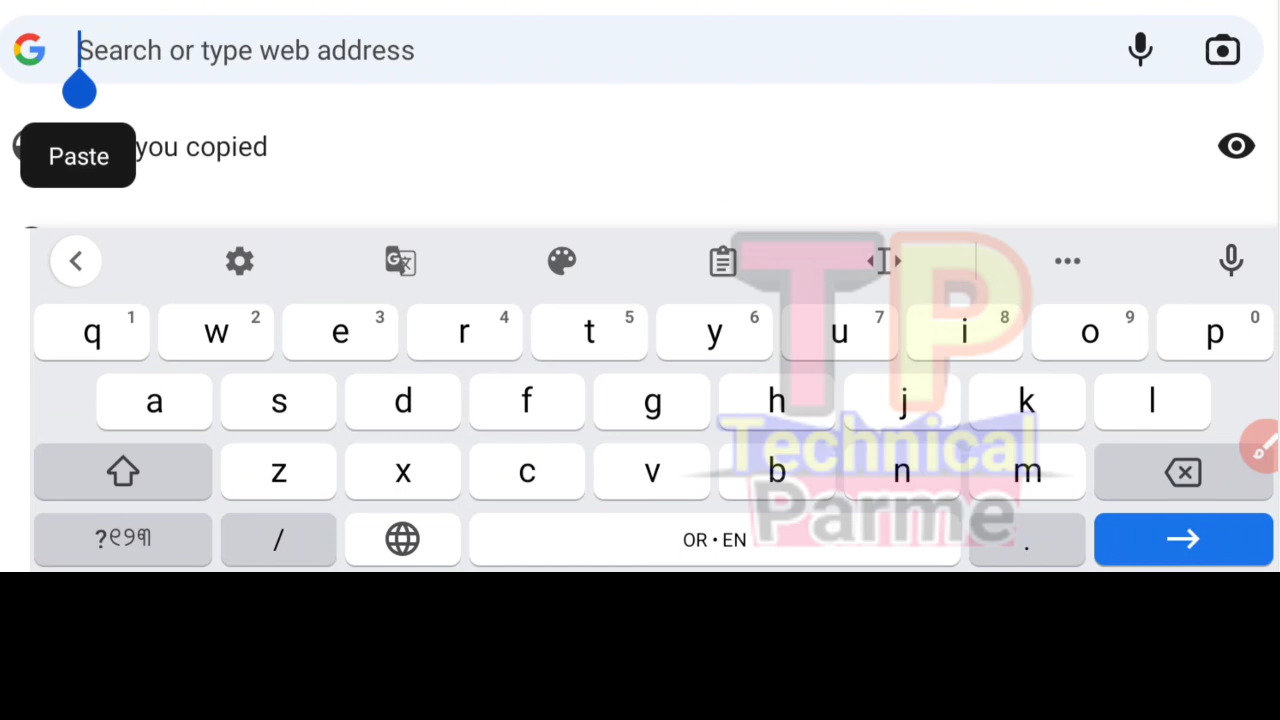 Search or type web address
Paste
you copied
q 1 w 2 e 3 r 4 t 5 y 6 u 7 i 8 o 9 p 0
a s d f g h j k l
z x c v b n m
?୧୨୩ / OR • EN .
TP
Technical
Parme